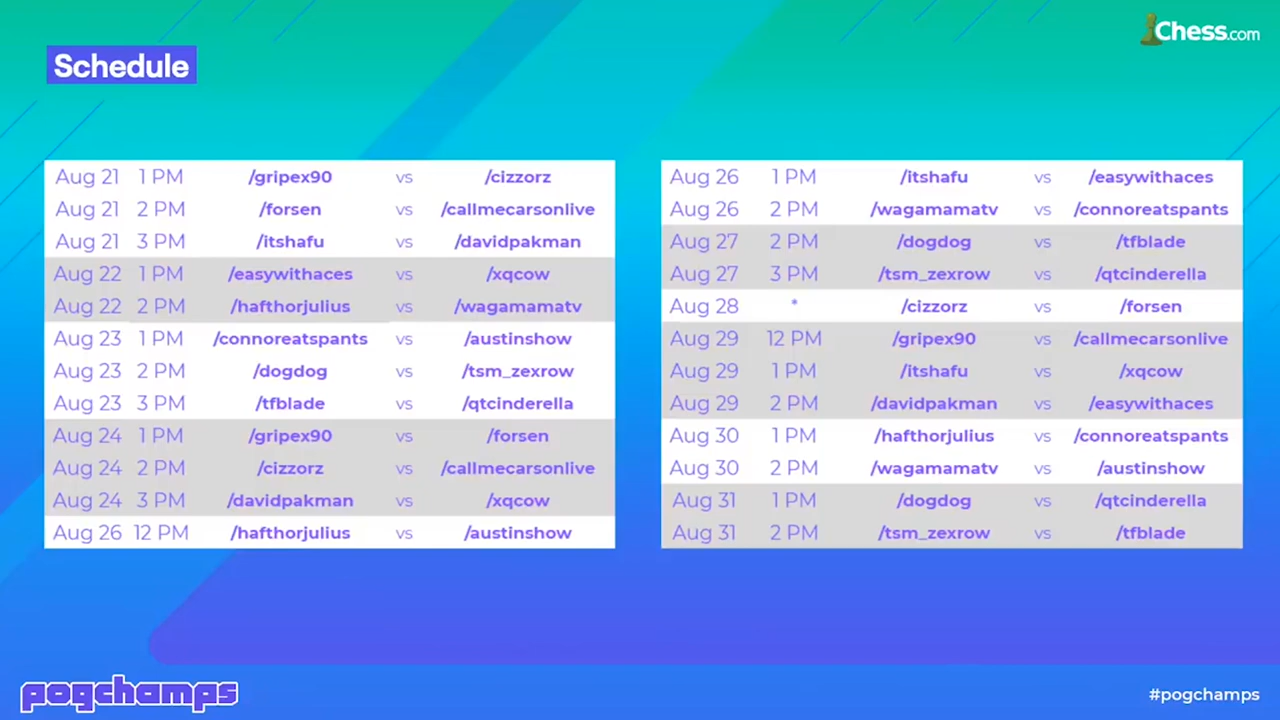 Chess.com
Schedule
Aug 21 1 PM /gripex90 vs /cizzorz
Aug 21 2 PM /forsen vs /callmecarsonlive
Aug 21 3 PM /itshafu vs /davidpakman
Aug 22 1 PM /easywithaces vs /xqcow
Aug 22 2 PM /hafthorjulius vs /wagamamatv
Aug 23 1 PM /connoreatspants vs /austinshow
Aug 23 2 PM /dogdog vs /tsm_zexrow
Aug 23 3 PM /tfblade vs /qtcinderella
Aug 24 1 PM /gripex90 vs /forsen
Aug 24 2 PM /cizzorz vs /callmecarsonlive
Aug 24 3 PM /davidpakman vs /xqcow
Aug 26 12 PM /hafthorjulius vs /austinshow
Aug 26 1 PM /itshafu vs /easywithaces
Aug 26 2 PM /wagamamatv vs /connoreatspants
Aug 27 2 PM /dogdog vs /tfblade
Aug 27 3 PM /tsm_zexrow vs /qtcinderella
Aug 28 * /cizzorz vs /forsen
Aug 29 12 PM /gripex90 vs /callmecarsonlive
Aug 29 1 PM /itshafu vs /xqcow
Aug 29 2 PM /davidpakman vs /easywithaces
Aug 30 1 PM /hafthorjulius vs /connoreatspants
Aug 30 2 PM /wagamamatv vs /austinshow
Aug 31 1 PM /dogdog vs /qtcinderella
Aug 31 2 PM /tsm_zexrow vs /tfblade
pogchamps
#pogchamps